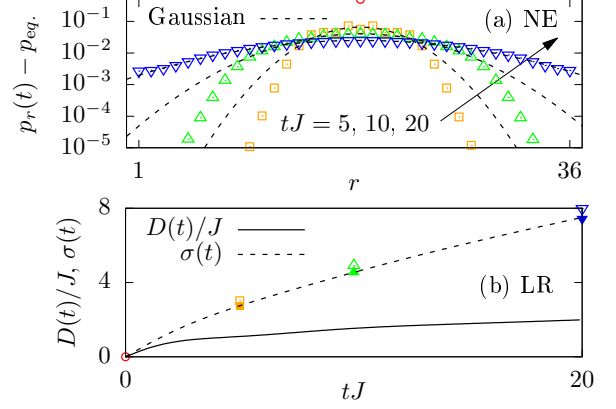 10⁻¹
10⁻²
10⁻³
10⁻⁴
10⁻⁵
p_r(t) − p_eq.
Gaussian
(a) NE
tJ = 5, 10, 20
1
r
36
8
4
0
D(t)/J, σ(t)
D(t)/J
σ(t)
(b) LR
0
tJ
20